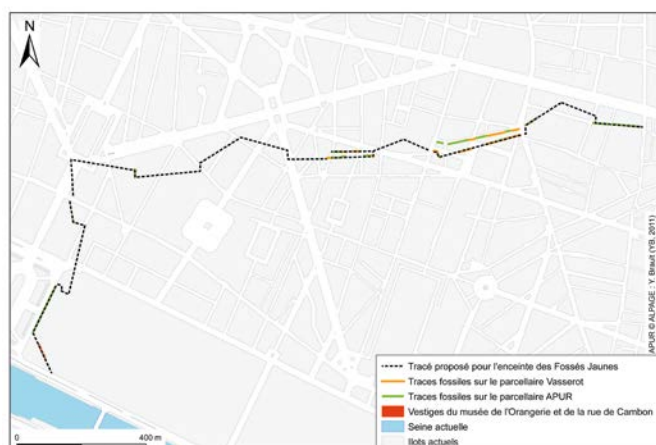 N
APUR © ALPAGE : Y. Brault (YB, 2011)
Tracé proposé pour l'enceinte des Fossés Jaunes
Traces fossiles sur le parcellaire Vasserot
Traces fossiles sur le parcellaire APUR
Vestiges du musée de l'Orangerie et de la rue de Cambon
Seine actuelle
Ilots actuels
0 400 m